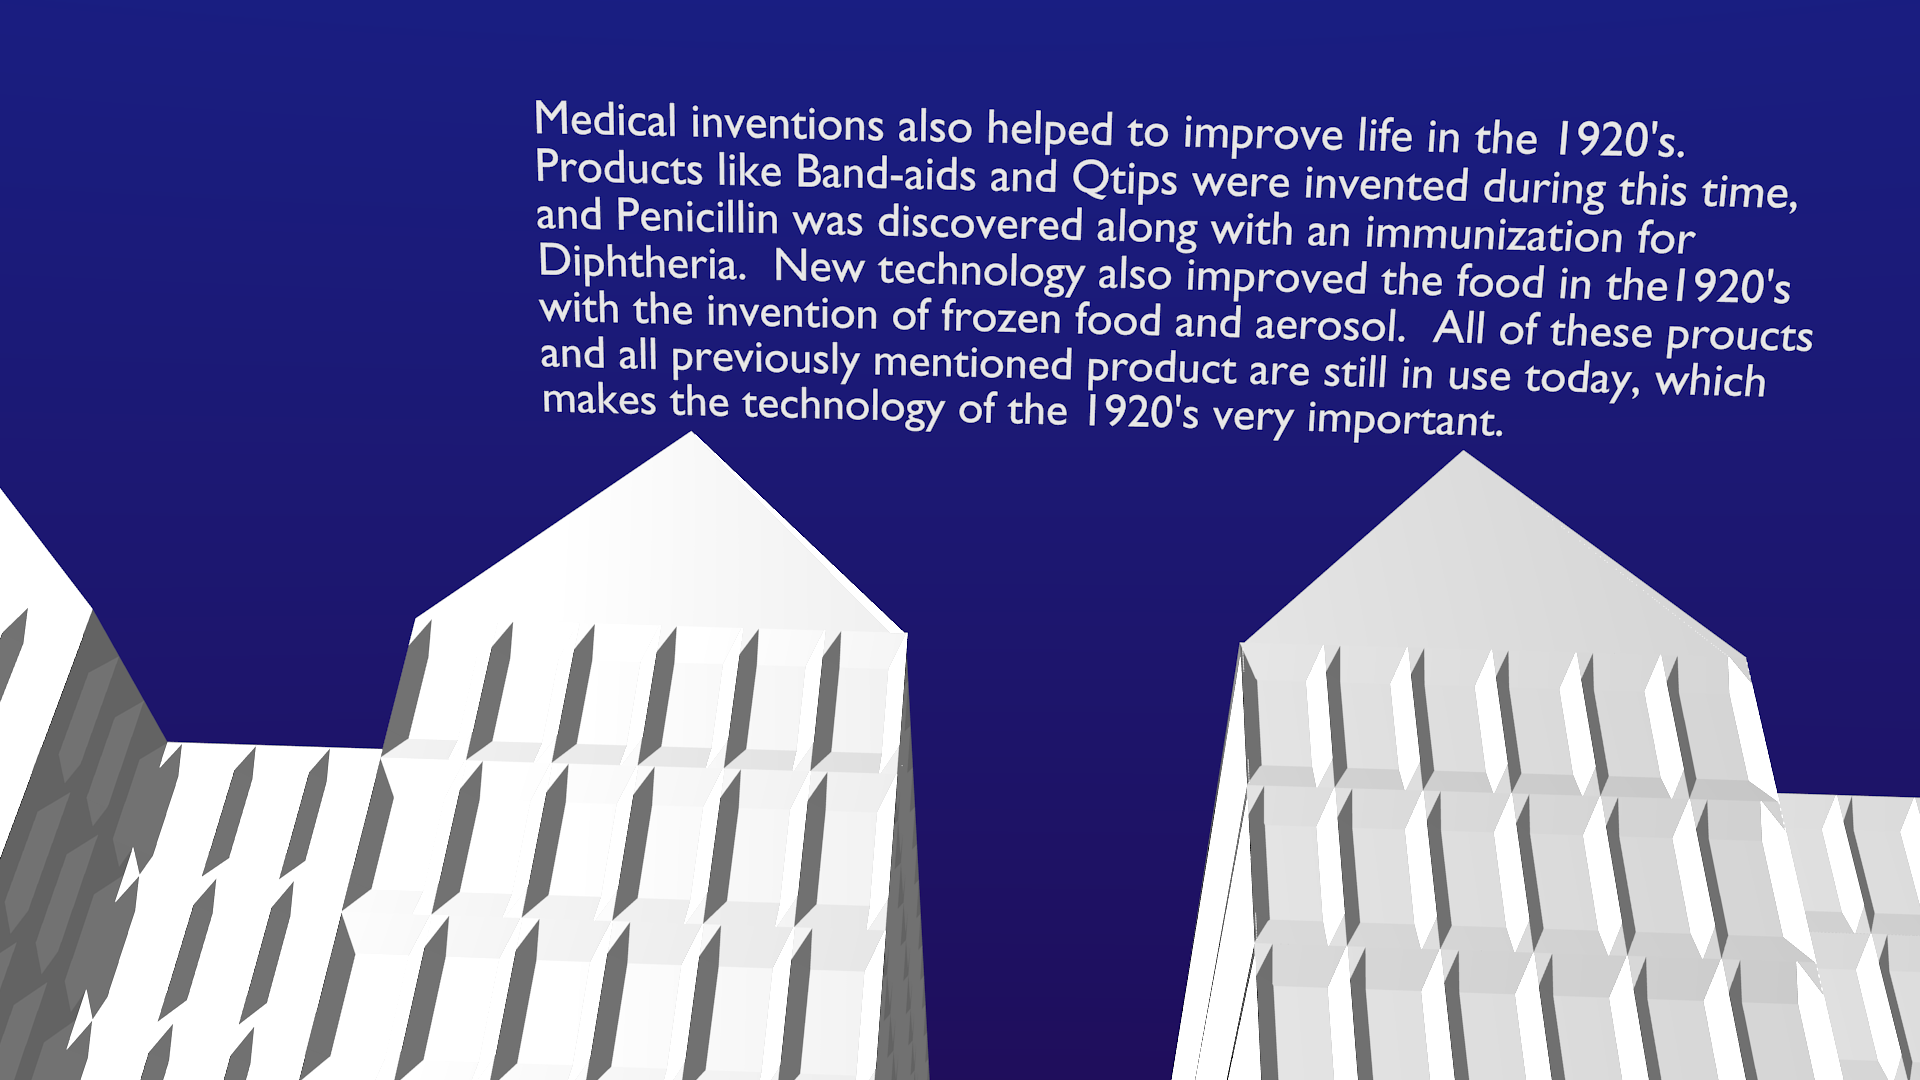 Medical inventions also helped to improve life in the 1920's.
Products like Band-aids and Qtips were invented during this time,
and Penicillin was discovered along with an immunization for
Diphtheria.  New technology also improved the food in the1920's
with the invention of frozen food and aerosol.  All of these proucts
and all previously mentioned product are still in use today, which
makes the technology of the 1920's very important.